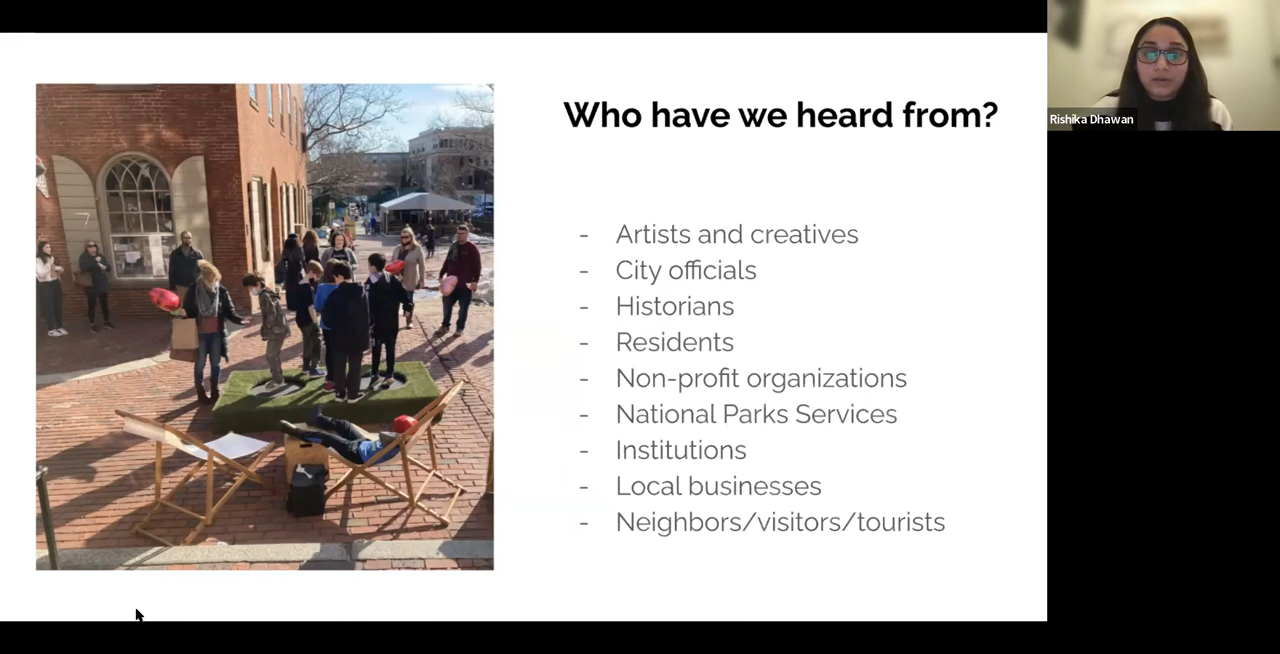 Who have we heard from?
- Artists and creatives
- City officials
- Historians
- Residents
- Non-profit organizations
- National Parks Services
- Institutions
- Local businesses
- Neighbors/visitors/tourists
Rishika Dhawan